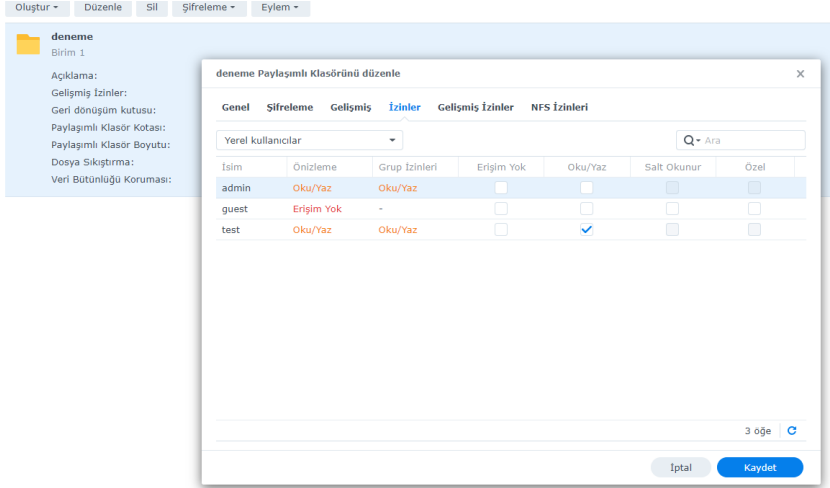 Oluştur Düzenle Sil Şifreleme Eylem
deneme
Birim 1
Açıklama:
Gelişmiş İzinler:
Geri dönüşüm kutusu:
Paylaşımlı Klasör Kotası:
Paylaşımlı Klasör Boyutu:
Dosya Sıkıştırma:
Veri Bütünlüğü Koruması:
deneme Paylaşımlı Klasörünü düzenle
Genel Şifreleme Gelişmiş İzinler Gelişmiş İzinler NFS İzinleri
Yerel kullanıcılar Ara
İsim Önizleme Grup İzinleri Erişim Yok Oku/Yaz Salt Okunur Özel
admin Oku/Yaz Oku/Yaz
guest Erişim Yok -
test Oku/Yaz Oku/Yaz
3 öğe
İptal Kaydet